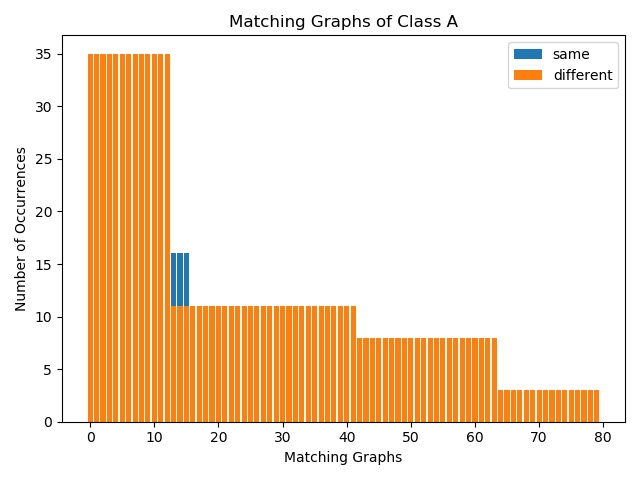 Matching Graphs of Class A
same
different
Number of Occurrences
35
30
25
20
15
10
5
0
0 10 20 30 40 50 60 70 80
Matching Graphs